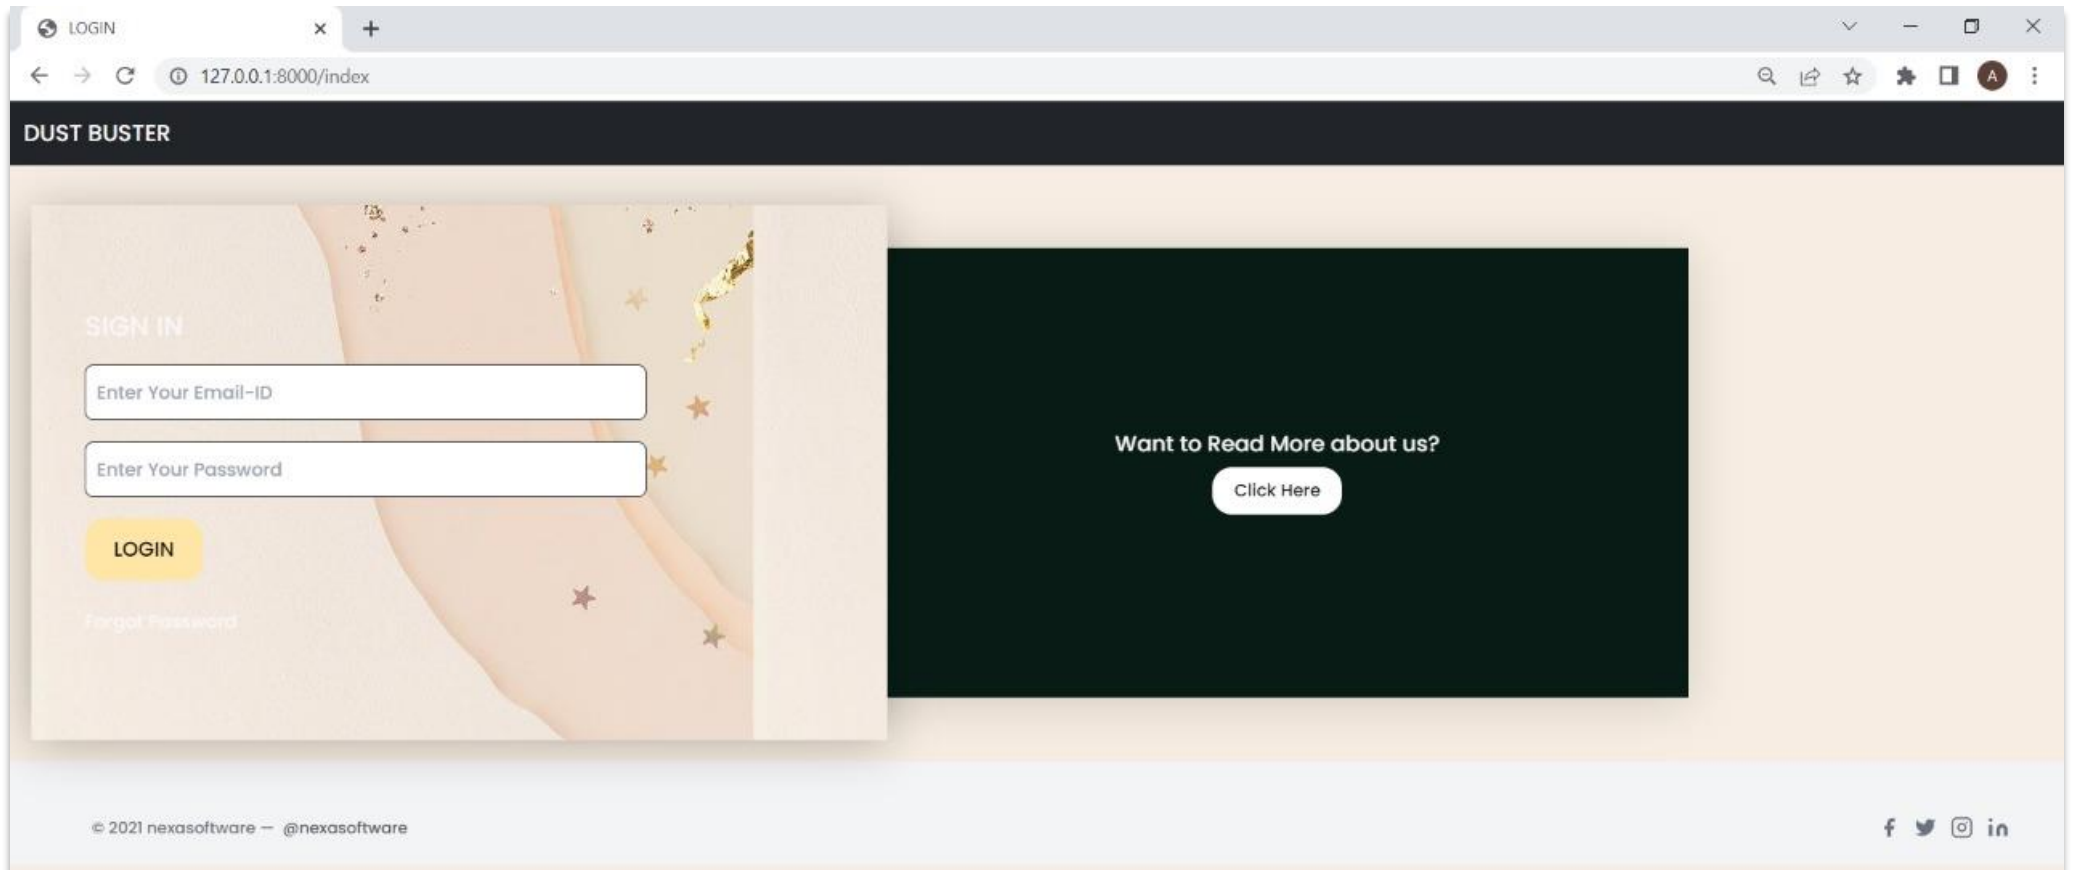 LOGIN
127.0.0.1:8000/index
A
DUST BUSTER
SIGN IN
Enter Your Email-ID
Enter Your Password
LOGIN
Forgot Password
Want to Read More about us?
Click Here
© 2021 nexasoftware — @nexasoftware